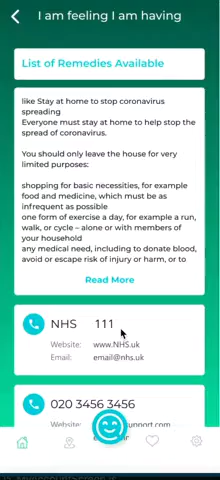 I am feeling I am having
List of Remedies Available
like Stay at home to stop coronavirus
spreading
Everyone must stay at home to help stop the
spread of coronavirus.
You should only leave the house for very
limited purposes:
shopping for basic necessities, for example
food and medicine, which must be as
infrequent as possible
one form of exercise a day, for example a run,
walk, or cycle – alone or with members of
your household
any medical need, including to donate blood,
avoid or escape risk of injury or harm, or to
Read More
NHS 111
Website: www.NHS.uk
Email: email@nhs.uk
020 3456 3456